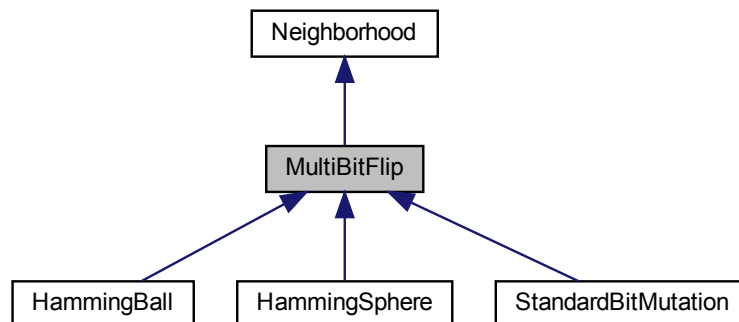 Neighborhood
MultiBitFlip
HammingBall
HammingSphere
StandardBitMutation